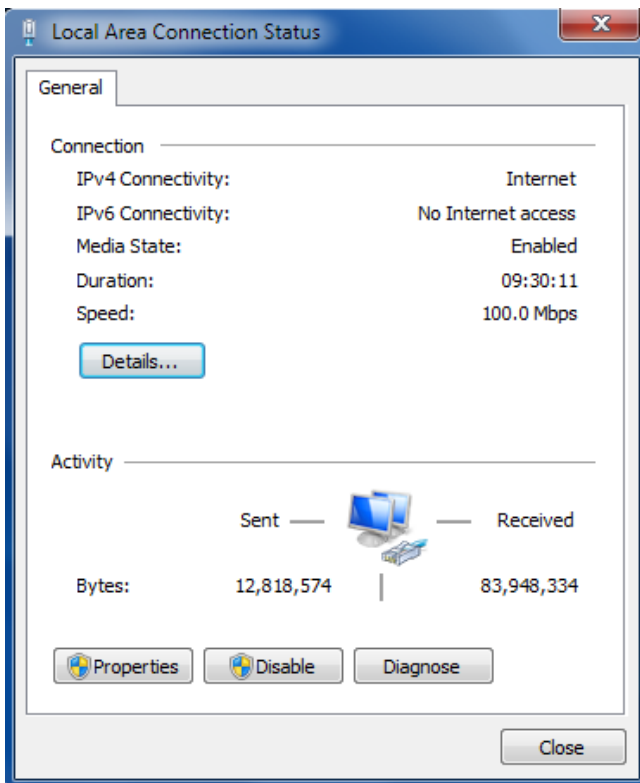 Local Area Connection Status
General
Connection
IPv4 Connectivity: Internet
IPv6 Connectivity: No Internet access
Media State: Enabled
Duration: 09:30:11
Speed: 100.0 Mbps
Details...
Activity
Sent Received
Bytes: 12,818,574 83,948,334
Properties Disable Diagnose
Close